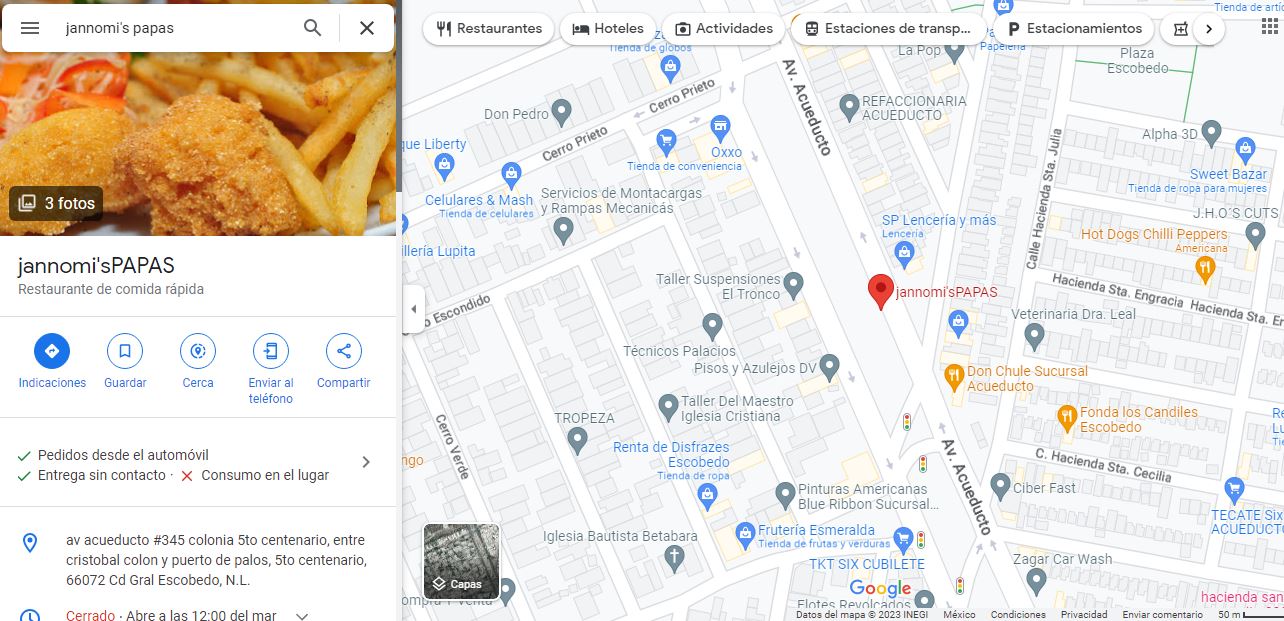 jannomi's papas
3 fotos
jannomi'sPAPAS
Restaurante de comida rápida
Indicaciones
Guardar
Cerca
Enviar al
teléfono
Compartir
Pedidos desde el automóvil
Entrega sin contacto · Consumo en el lugar
av acueducto #345 colonia 5to centenario, entre
cristobal colon y puerto de palos, 5to centenario,
66072 Cd Gral Escobedo, N.L.
Cerrado · Abre a las 12:00 del mar
Restaurantes
Hoteles
Actividades
Estaciones de transp...
Estacionamientos
Tienda de globos
La Pop
Papelería
Plaza
Escobedo
Don Pedro
Cerro Prieto
Cerro Prieto
Av. Acueducto
REFACCIONARIA
ACUEDUCTO
Alpha 3D
que Liberty
Oxxo
Tienda de conveniencia
Calle Hacienda Sta. Julia
Sweet Bazar
Tienda de ropa para mujeres
Celulares & Mash
Tienda de celulares
Servicios de Montacargas
y Rampas Mecanicás
SP Lencería y más
Lencería
J.H.O´S CUTS
Hot Dogs Chilli Peppers
Americana
illería Lupita
Taller Suspensiones
El Tronco
jannomi'sPAPAS
Hacienda Sta. Engracia
Hacienda Sta. En
o Escondido
Veterinaria Dra. Leal
Técnicos Palacios
Pisos y Azulejos DV
Don Chule Sucursal
Acueducto
Taller Del Maestro
Iglesia Cristiana
Fonda los Candiles
Escobedo
TROPEZA
Cerro Verde
Renta de Disfrazes
Escobedo
Tienda de ropa
Av. Acueducto
C. Hacienda Sta. Cecilia
Pinturas Americanas
Blue Ribbon Sucursal...
Ciber Fast
TECATE Six
ACUEDUCTO
Iglesia Bautista Betabara
Frutería Esmeralda
Tienda de frutas y verduras
TKT SIX CUBILETE
Zagar Car Wash
Capas
Google
ompra Y Venta
Elotes Revolcados
hacienda san
Datos del mapa © 2023 INEGI
México
Condiciones
Privacidad
Enviar comentario
50 m